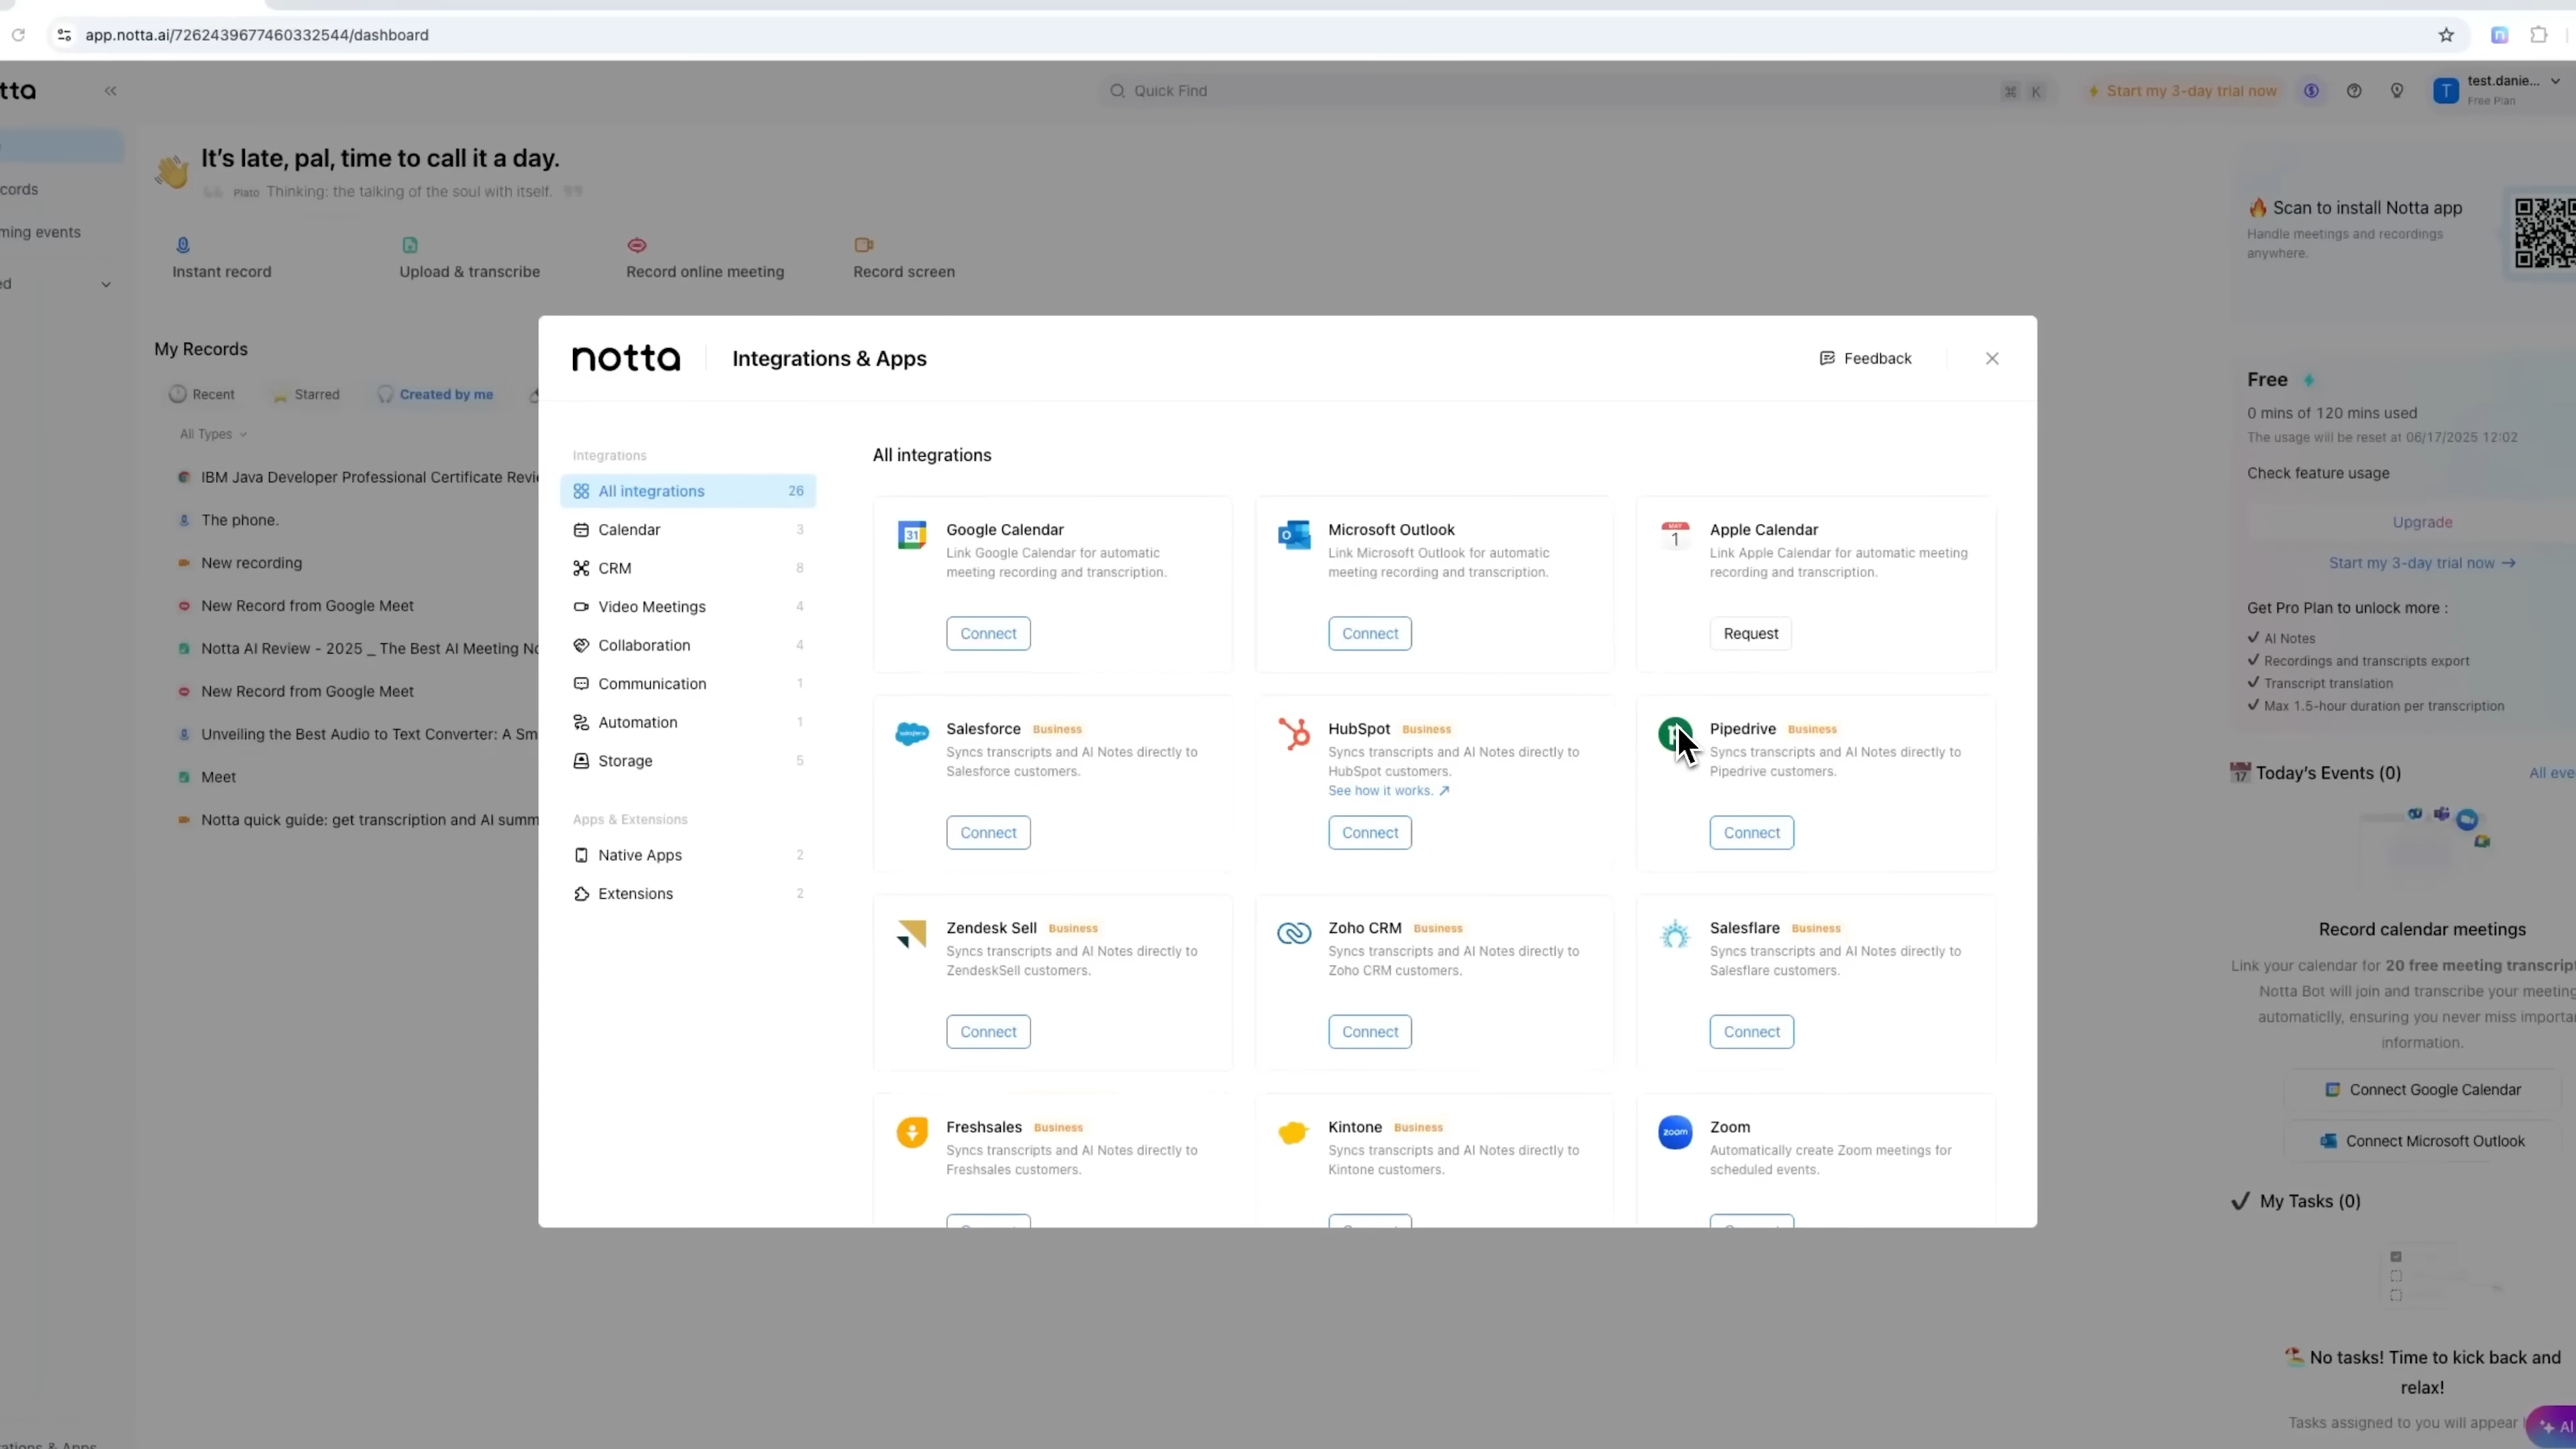 app.notta.ai/7262439677460332544/dashboard
Quick Find
⌘ K
Start my 3-day trial now
T
test.danie...
Free Plan
It's late, pal, time to call it a day.
Plato Thinking: the talking of the soul with itself.
Instant record
Upload & transcribe
Record online meeting
Record screen
My Records
Recent
Starred
Created by me
All Types
IBM Java Developer Professional Certificate Revi
The phone.
New recording
New Record from Google Meet
Notta AI Review - 2025 _ The Best AI Meeting No
New Record from Google Meet
Unveiling the Best Audio to Text Converter: A Sm
Meet
Notta quick guide: get transcription and AI summ
cords
ming events
notta
Integrations & Apps
Feedback
Integrations
All integrations 26
Calendar 3
CRM 8
Video Meetings 4
Collaboration 4
Communication 1
Automation 1
Storage 5
Apps & Extensions
Native Apps 2
Extensions 2
All integrations
31
Google Calendar
Link Google Calendar for automatic
meeting recording and transcription.
Connect
Microsoft Outlook
Link Microsoft Outlook for automatic
meeting recording and transcription.
Connect
MAY
1
Apple Calendar
Link Apple Calendar for automatic meeting
recording and transcription.
Request
Salesforce Business
Syncs transcripts and AI Notes directly to
Salesforce customers.
Connect
HubSpot Business
Syncs transcripts and AI Notes directly to
HubSpot customers.
See how it works.
Connect
Pipedrive Business
Syncs transcripts and AI Notes directly to
Pipedrive customers.
Connect
Zendesk Sell Business
Syncs transcripts and AI Notes directly to
ZendeskSell customers.
Connect
Zoho CRM Business
Syncs transcripts and AI Notes directly to
Zoho CRM customers.
Connect
Salesflare Business
Syncs transcripts and AI Notes directly to
Salesflare customers.
Connect
Freshsales Business
Syncs transcripts and AI Notes directly to
Freshsales customers.
Kintone Business
Syncs transcripts and AI Notes directly to
Kintone customers.
zoom
Zoom
Automatically create Zoom meetings for
scheduled events.
Scan to install Notta app
Handle meetings and recordings
anywhere.
Free
0 mins of 120 mins used
The usage will be reset at 06/17/2025 12:02
Check feature usage
Upgrade
Start my 3-day trial now →
Get Pro Plan to unlock more :
AI Notes
Recordings and transcripts export
Transcript translation
Max 1.5-hour duration per transcription
Today's Events (0)
All eve
Record calendar meetings
Link your calendar for 20 free meeting transcrip
Notta Bot will join and transcribe your meeting
automaticlly, ensuring you never miss importa
information.
Connect Google Calendar
Connect Microsoft Outlook
My Tasks (0)
No tasks! Time to kick back and
relax!
Tasks assigned to you will appear
AI